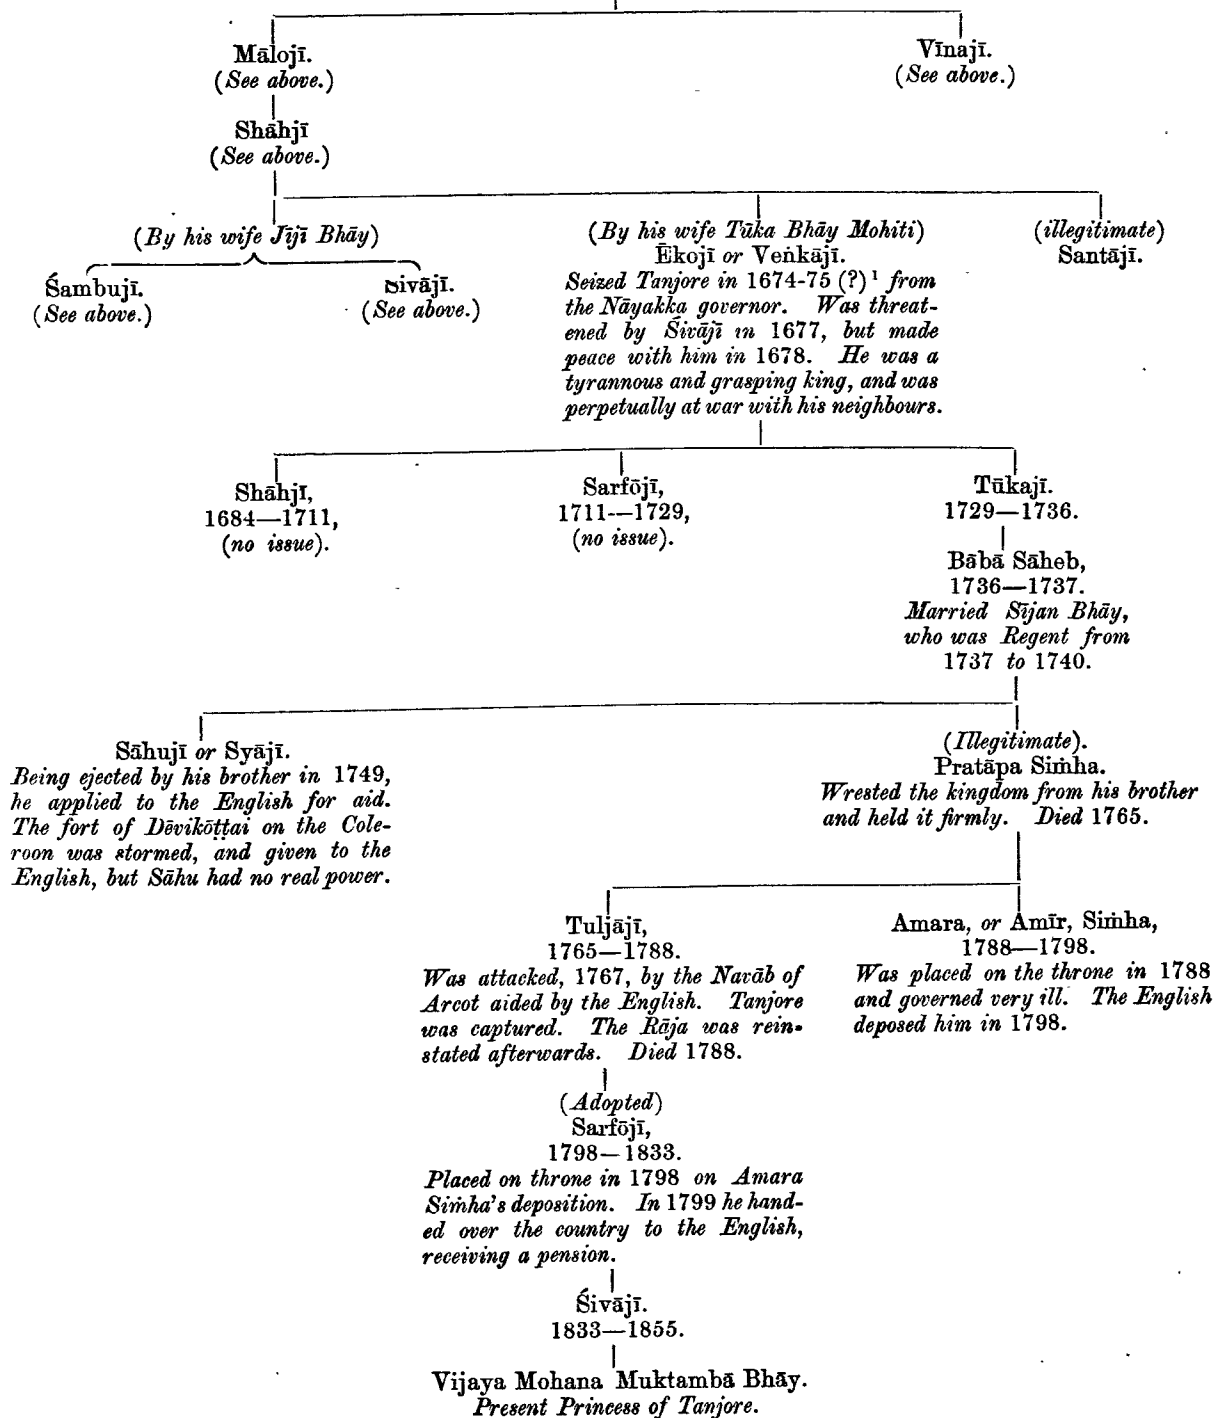 Mālojī.
(See above.)
Vīnajī.
(See above.)
Shāhjī
(See above.)
(By his wife Jījī Bhāy)
Śambujī.
(See above.)
Sivājī.
(See above.)
(By his wife Tūka Bhāy Mohiti)
Ēkojī or Veṅkājī.
Seized Tanjore in 1674-75 (?) ¹ from
the Nāyakka governor. Was threat-
ened by Śivājī in 1677, but made
peace with him in 1678. He was a
tyrannous and grasping king, and was
perpetually at war with his neighbours.
(illegitimate)
Santājī.
Shāhjī,
1684—1711,
(no issue).
Sarfōjī,
1711—1729,
(no issue).
Tūkajī.
1729—1736.
Bābā Sāheb,
1736—1737.
Married Sījan Bhāy,
who was Regent from
1737 to 1740.
Sāhujī or Syājī.
Being ejected by his brother in 1749,
he applied to the English for aid.
The fort of Dēvikōṭṭai on the Cole-
roon was stormed, and given to the
English, but Sāhu had no real power.
(Illegitimate).
Pratāpa Siṁha.
Wrested the kingdom from his brother
and held it firmly. Died 1765.
Tuljājī,
1765—1788.
Was attacked, 1767, by the Navāb of
Arcot aided by the English. Tanjore
was captured. The Rāja was rein-
stated afterwards. Died 1788.
Amara, or Amīr, Siṁha,
1788—1798.
Was placed on the throne in 1788
and governed very ill. The English
deposed him in 1798.
(Adopted)
Sarfōjī,
1798—1833.
Placed on throne in 1798 on Amara
Siṁha's deposition. In 1799 he hand-
ed over the country to the English,
receiving a pension.
Śivājī.
1833—1855.
Vijaya Mohana Muktambā Bhāy.
Present Princess of Tanjore.